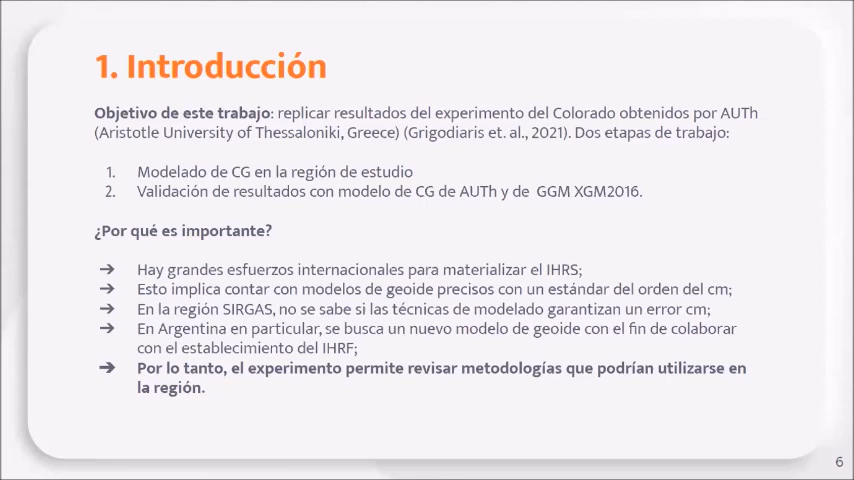 1. Introducción
Objetivo de este trabajo: replicar resultados del experimento del Colorado obtenidos por AUTh
(Aristotle University of Thessaloniki, Greece) (Grigodiaris et. al., 2021). Dos etapas de trabajo:
1. Modelado de CG en la región de estudio
2. Validación de resultados con modelo de CG de AUTh y de GGM XGM2016.
¿Por qué es importante?
➔ Hay grandes esfuerzos internacionales para materializar el IHRS;
➔ Esto implica contar con modelos de geoide precisos con un estándar del orden del cm;
➔ En la región SIRGAS, no se sabe si las técnicas de modelado garantizan un error cm;
➔ En Argentina en particular, se busca un nuevo modelo de geoide con el fin de colaborar
con el establecimiento del IHRF;
➔ Por lo tanto, el experimento permite revisar metodologías que podrían utilizarse en
la región.
6